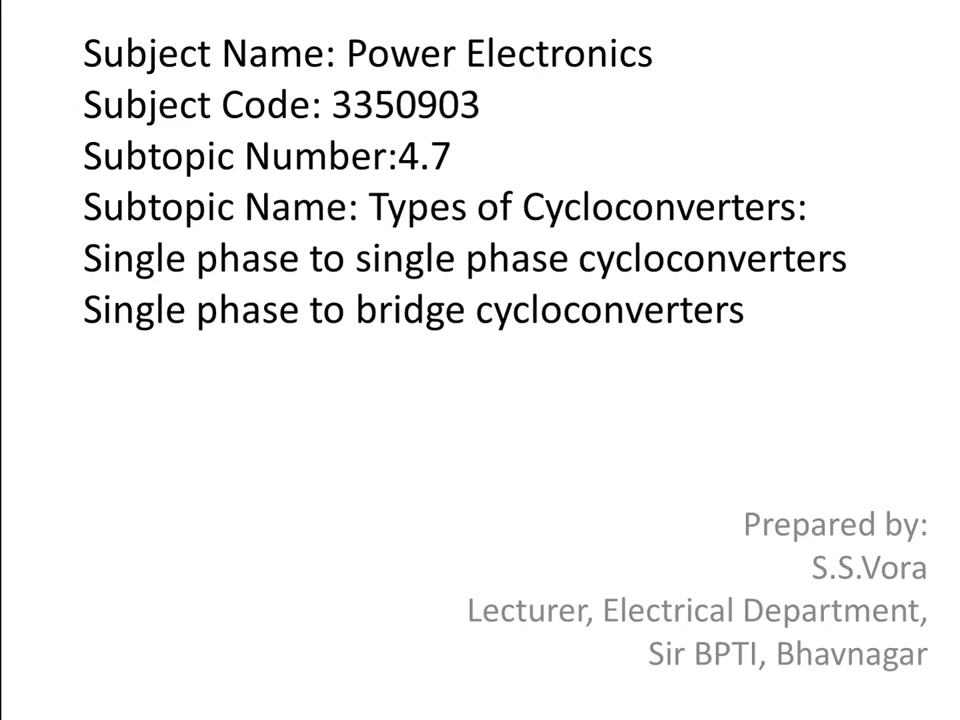 Subject Name: Power Electronics
Subject Code: 3350903
Subtopic Number:4.7
Subtopic Name: Types of Cycloconverters:
Single phase to single phase cycloconverters
Single phase to bridge cycloconverters
Prepared by:
S.S.Vora
Lecturer, Electrical Department,
Sir BPTI, Bhavnagar